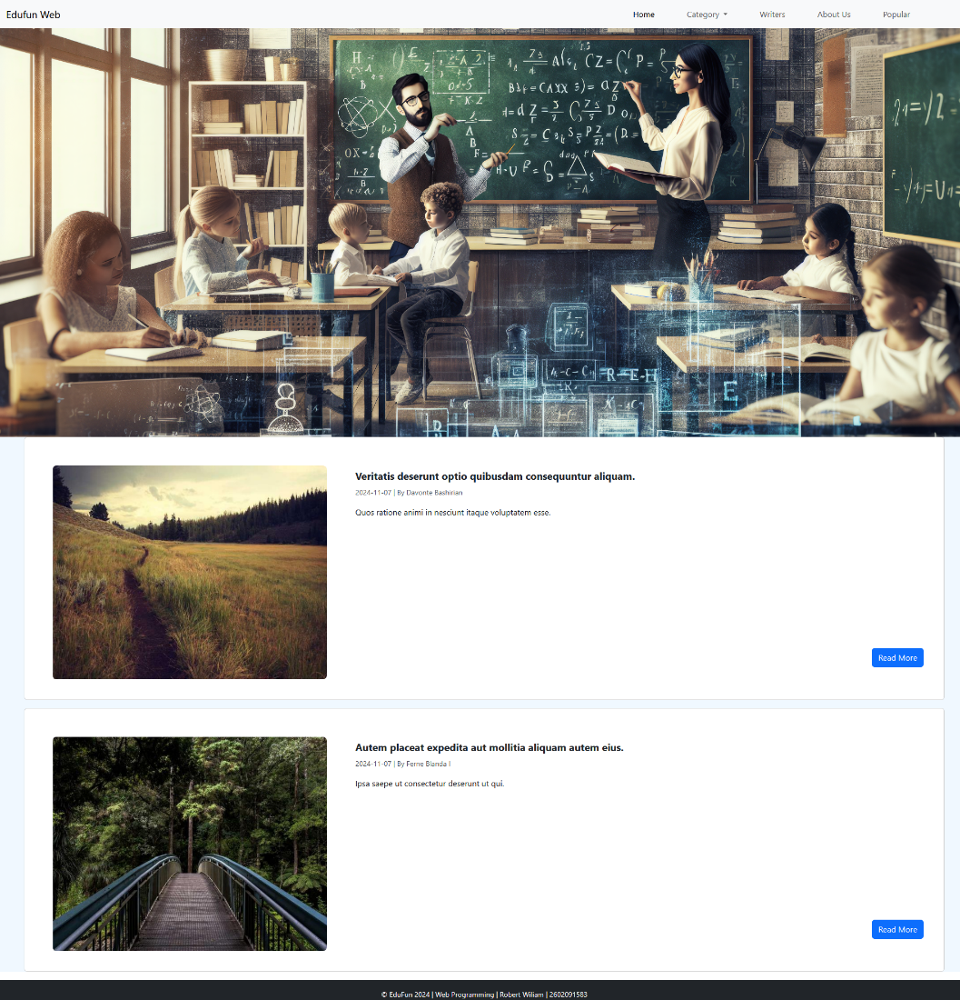 Edufun Web
Home Category Writers About Us Popular
Veritatis deserunt optio quibusdam consequuntur aliquam.
2024-11-07 | By Davonte Bashirian
Quos ratione animi in nesciunt itaque voluptatem esse.
Read More
Autem placeat expedita aut mollitia aliquam autem eius.
2024-11-07 | By Ferne Blanda I
Ipsa saepe ut consectetur deserunt ut qui.
Read More
© EduFun 2024 | Web Programming | Robert Wiliam | 2602091583